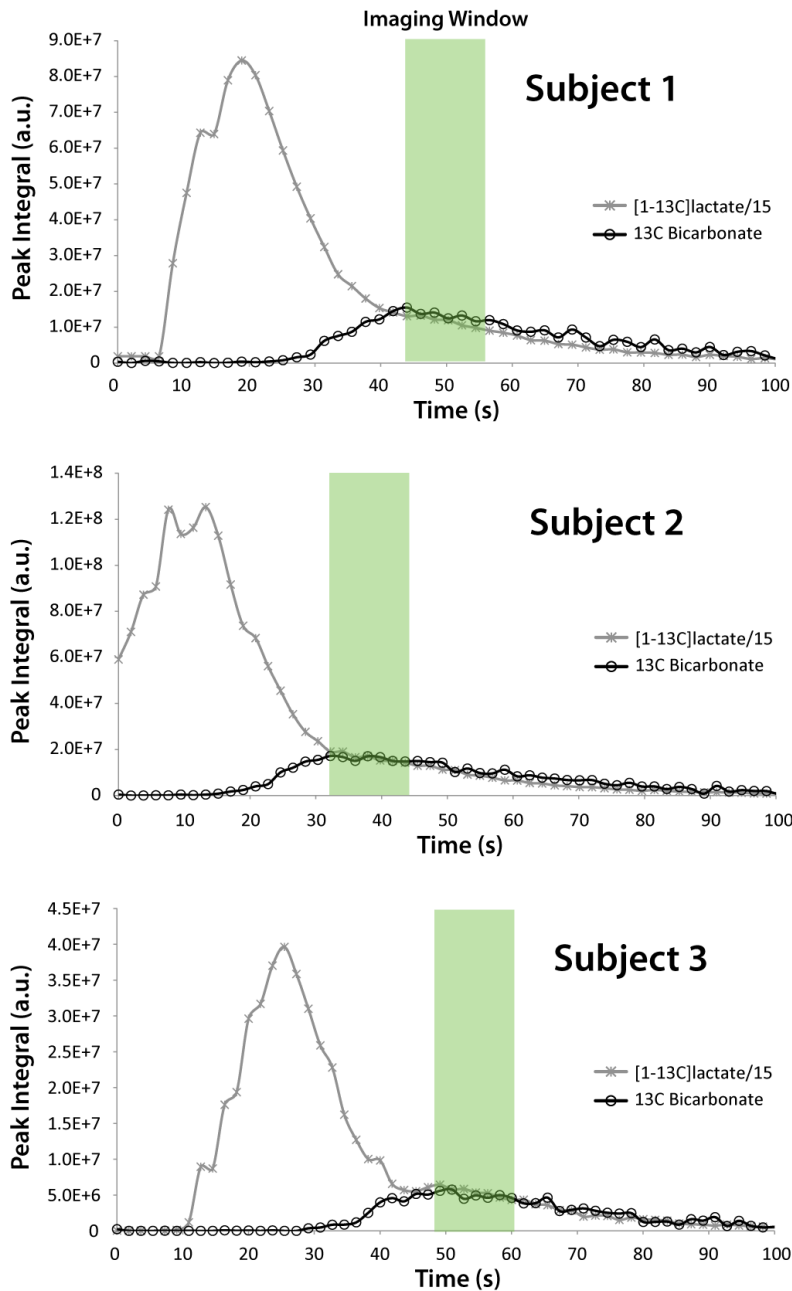 Imaging Window
Subject 1
Peak Integral (a.u.)
9.0E+7
8.0E+7
7.0E+7
6.0E+7
5.0E+7
4.0E+7
3.0E+7
2.0E+7
1.0E+7
0
[1-13C]lactate/15
13C Bicarbonate
0 10 20 30 40 50 60 70 80 90 100
Time (s)
Subject 2
Peak Integral (a.u.)
1.4E+8
1.2E+8
1.0E+8
8.0E+7
6.0E+7
4.0E+7
2.0E+7
0
[1-13C]lactate/15
13C Bicarbonate
0 10 20 30 40 50 60 70 80 90 100
Time (s)
Subject 3
Peak Integral (a.u.)
4.5E+7
4.0E+7
3.5E+7
3.0E+7
2.5E+7
2.0E+7
1.5E+7
1.0E+7
5.0E+6
0
[1-13C]lactate/15
13C Bicarbonate
0 10 20 30 40 50 60 70 80 90 100
Time (s)